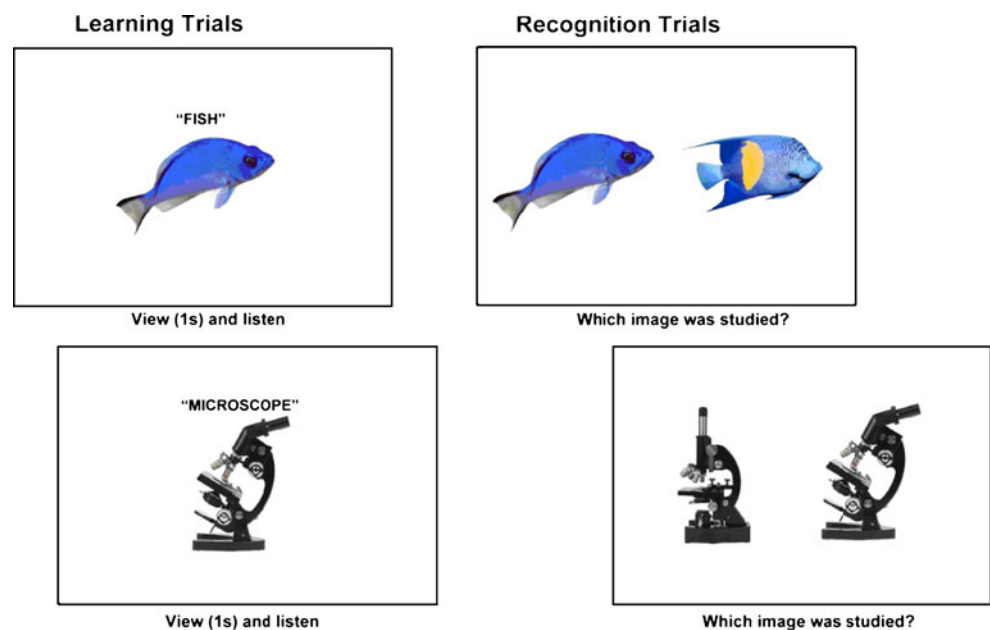 Learning Trials
Recognition Trials
“FISH”
View (1s) and listen
Which image was studied?
“MICROSCOPE”
View (1s) and listen
Which image was studied?